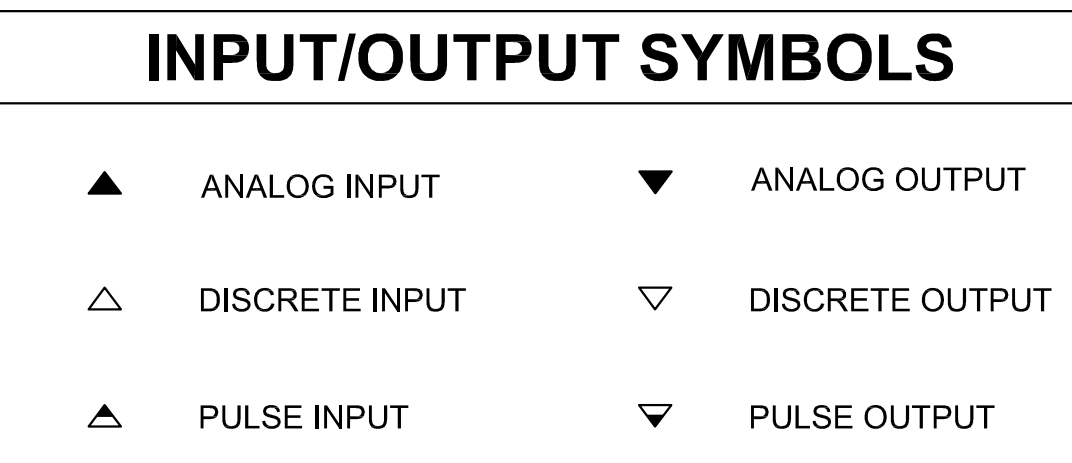 INPUT/OUTPUT SYMBOLS
ANALOG INPUT
ANALOG OUTPUT
DISCRETE INPUT
DISCRETE OUTPUT
PULSE INPUT
PULSE OUTPUT